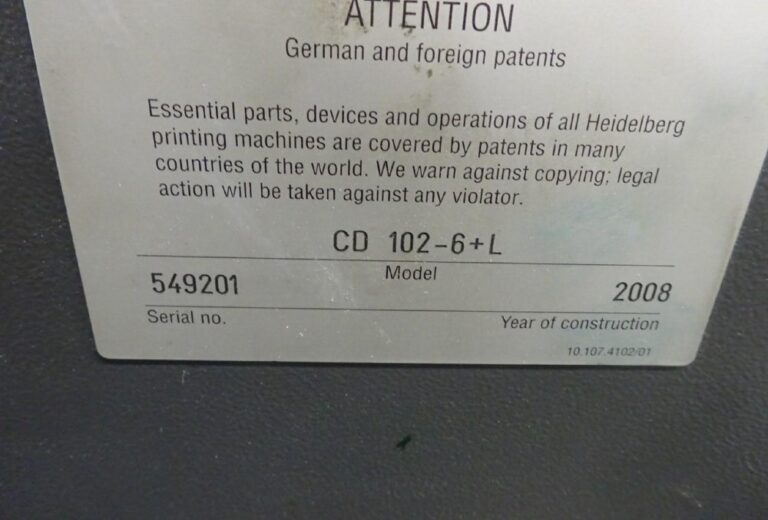 ATTENTION
German and foreign patents
Essential parts, devices and operations of all Heidelberg
printing machines are covered by patents in many
countries of the world. We warn against copying; legal
action will be taken against any violator.
CD 102-6+L
Model
549201
2008
Serial no.
Year of construction
10.107.4102/01